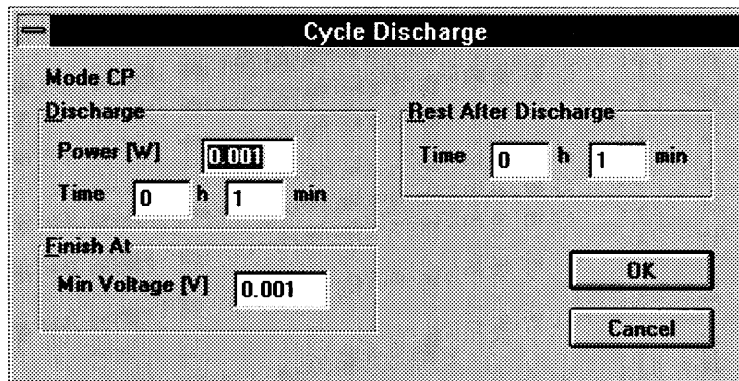 Cycle Discharge
Mode CP
Discharge
Power [W] 0.001
Time 0 h 1 min
Rest After Discharge
Time 0 h 1 min
Finish At
Min Voltage [V] 0.001
OK
Cancel